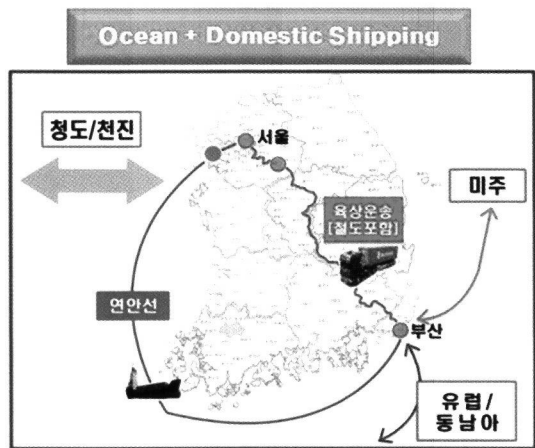 Ocean + Domestic Shipping
청도/천진
서울
미주
육상운송
[철도포함]
연안선
부산
유럽/
동남아